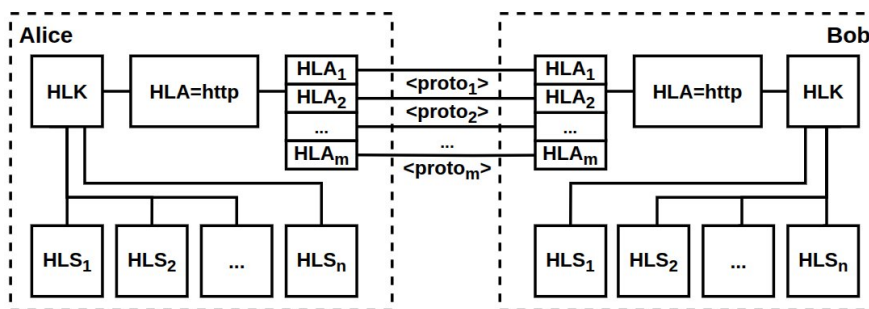 Alice
Bob
HLK
HLA=http
HLA₁
HLA₂
...
HLAₘ
<proto₁>
<proto₂>
...
<protoₘ>
HLA₁
HLA₂
...
HLAₘ
HLA=http
HLK
HLS₁
HLS₂
...
HLSₙ
HLS₁
HLS₂
...
HLSₙ